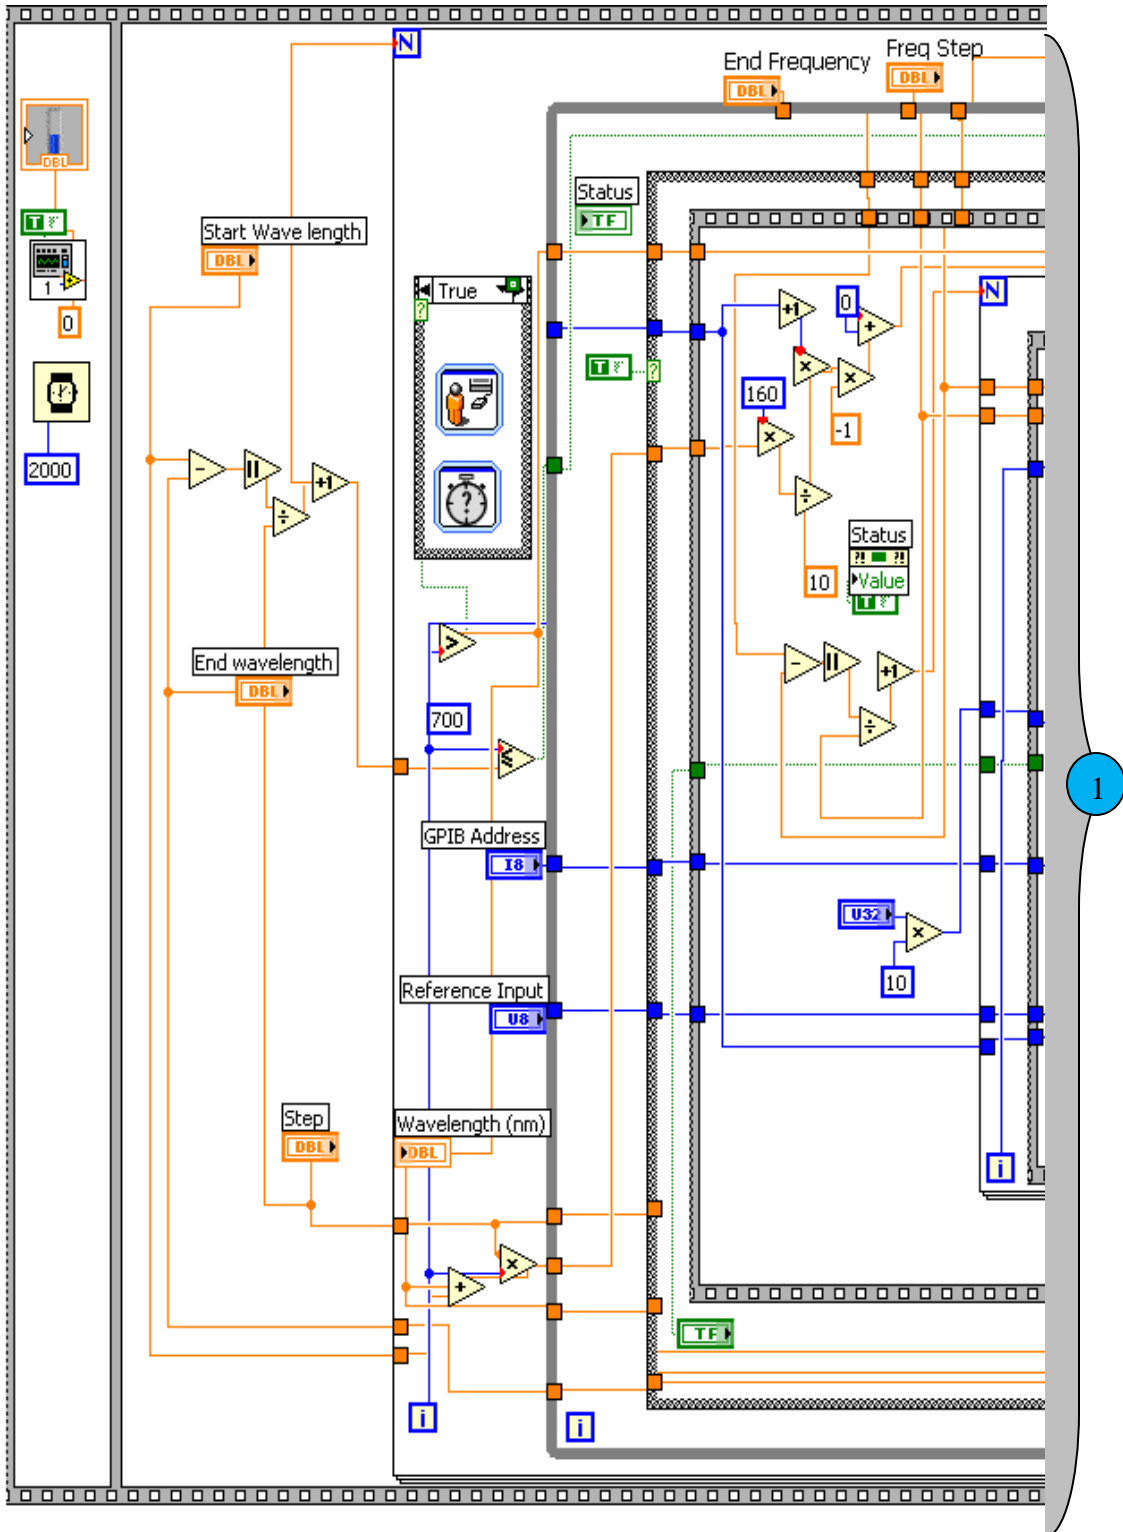 N
End Frequency
DBL
Freq Step
DBL
DBL
T
1
0
2000
Start Wave length
DBL
Status
TF
True
?
T
?
N
+1
0
+
×
×
160
×
-1
÷
10
Status
?! ?!
Value
T
-
||
+1
÷
>
-
||
+1
÷
End wavelength
DBL
700
≤
GPIB Address
I8
U32
×
10
Reference Input
U8
Step
DBL
Wavelength (nm)
DBL
×
+
TF
i
i
i
1